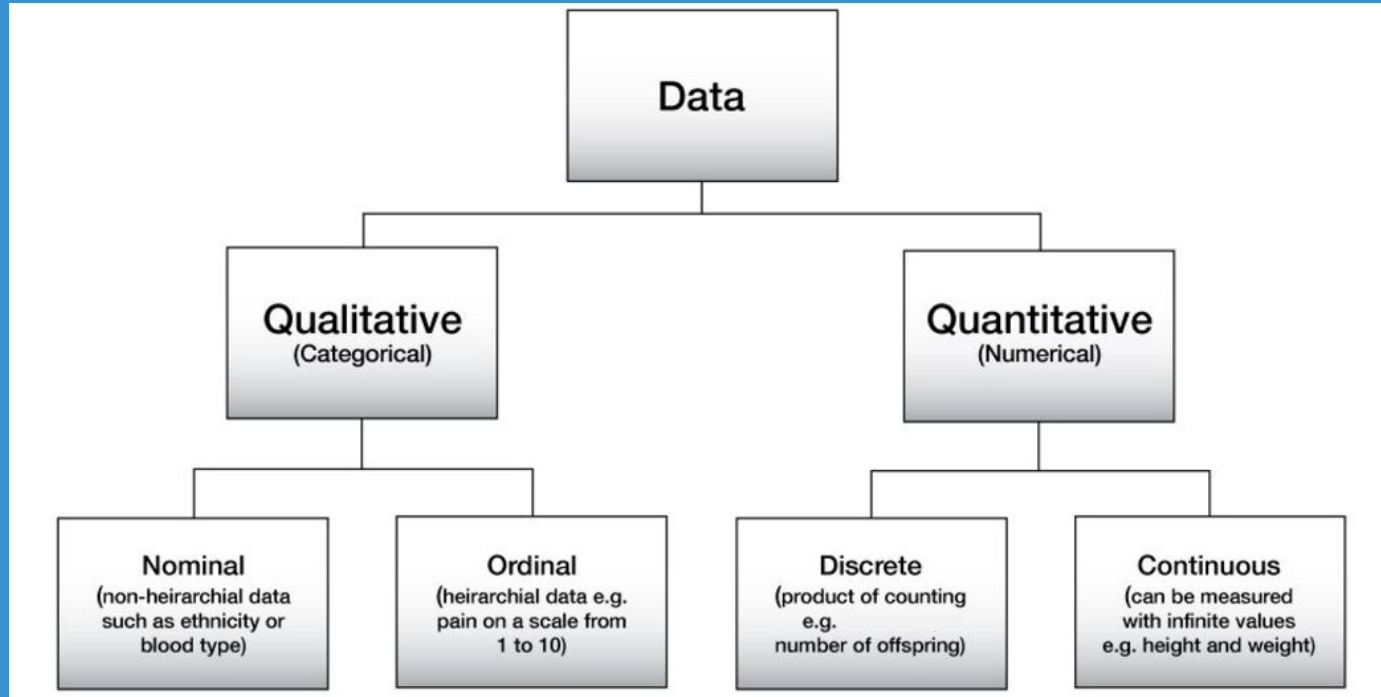 Data
Qualitative
(Categorical)
Quantitative
(Numerical)
Nominal
(non-heirarchial data
such as ethnicity or
blood type)
Ordinal
(heirarchial data e.g.
pain on a scale from
1 to 10)
Discrete
(product of counting
e.g.
number of offspring)
Continuous
(can be measured
with infinite values
e.g. height and weight)